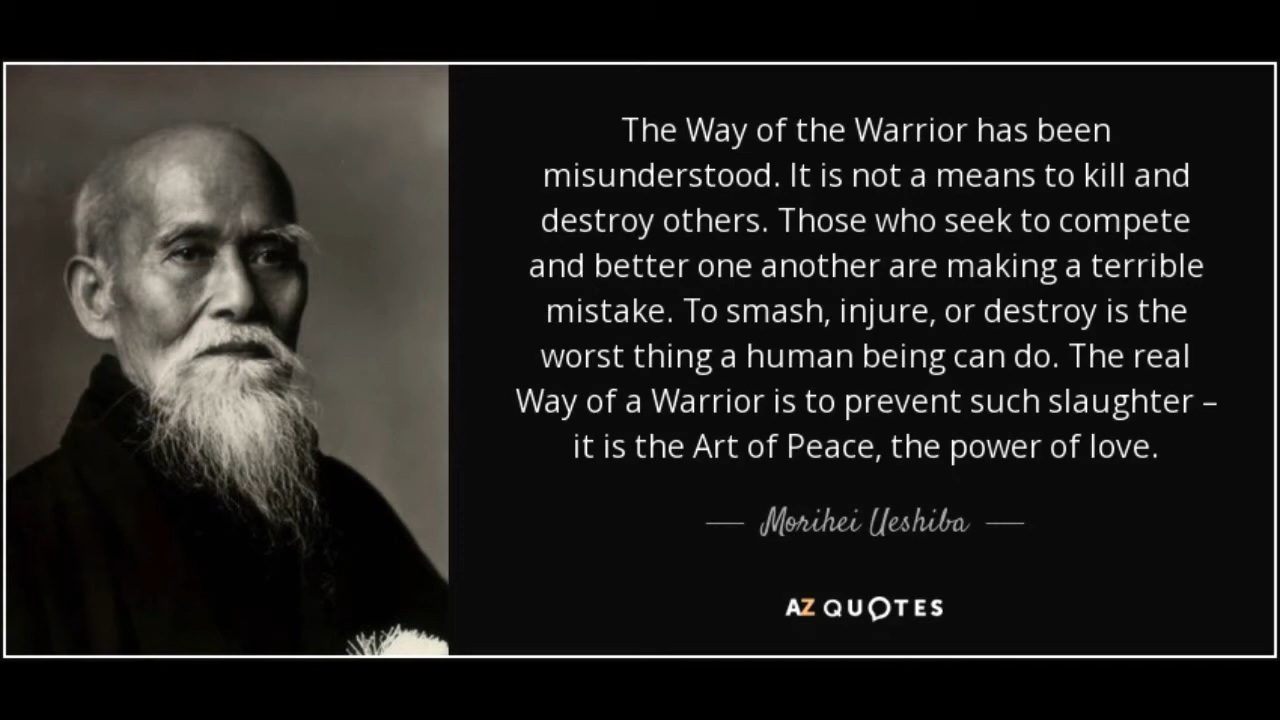 The Way of the Warrior has been
misunderstood. It is not a means to kill and
destroy others. Those who seek to compete
and better one another are making a terrible
mistake. To smash, injure, or destroy is the
worst thing a human being can do. The real
Way of a Warrior is to prevent such slaughter –
it is the Art of Peace, the power of love.
Morihei Ueshiba
AZ QUOTES